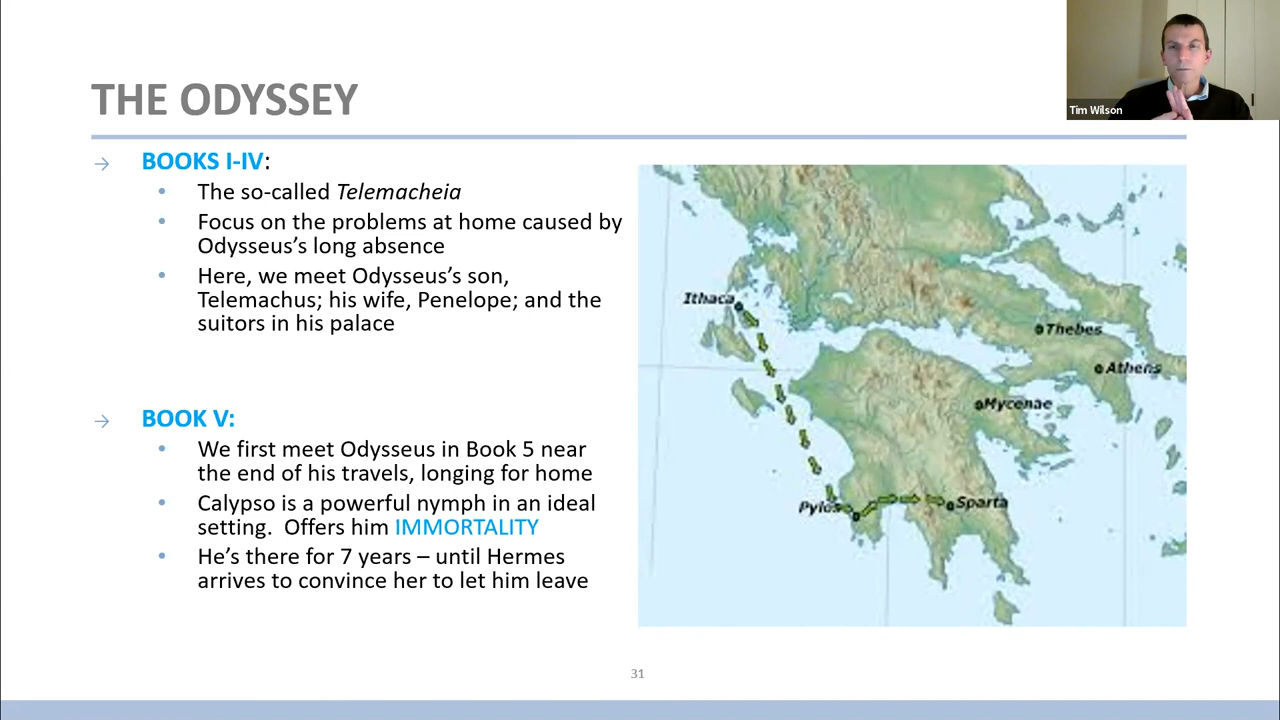 THE ODYSSEY
Tim Wilson
→ BOOKS I-IV:
• The so-called Telemacheia
• Focus on the problems at home caused by
Odysseus’s long absence
• Here, we meet Odysseus’s son,
Telemachus; his wife, Penelope; and the
suitors in his palace
→ BOOK V:
• We first meet Odysseus in Book 5 near
the end of his travels, longing for home
• Calypso is a powerful nymph in an ideal
setting.  Offers him IMMORTALITY
• He’s there for 7 years – until Hermes
arrives to convince her to let him leave
Ithaca
Thebes
Athens
Mycenae
Pylos
Sparta
31